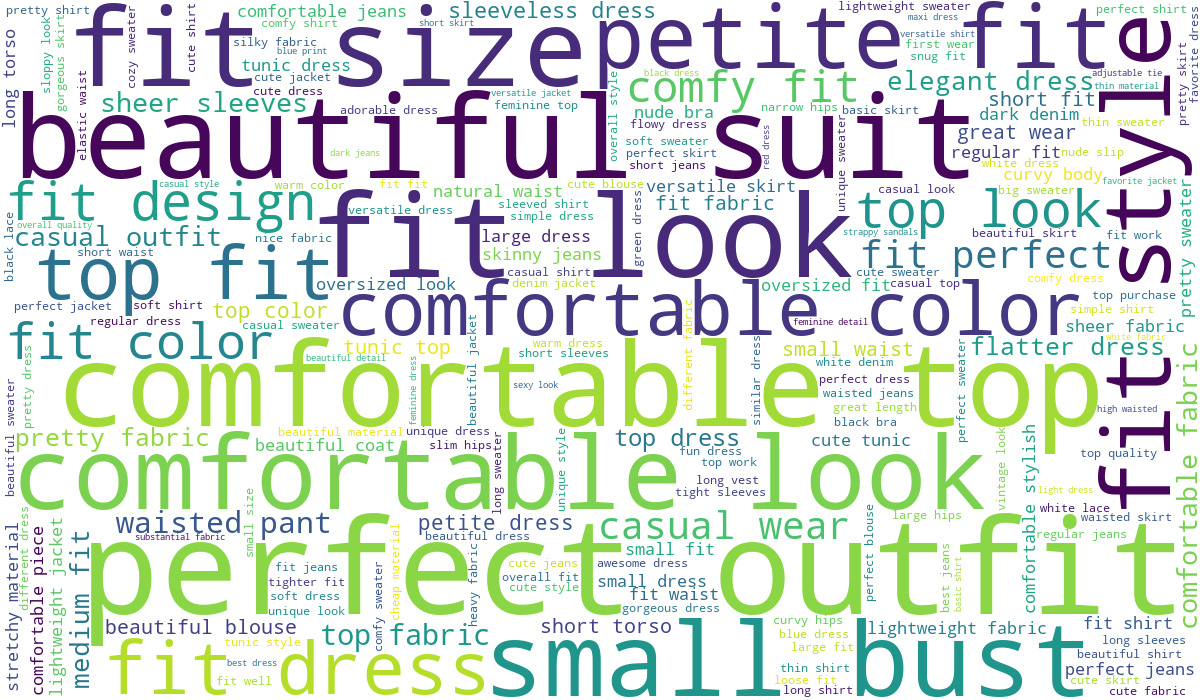 pretty shirt
comfortable jeans
sleeveless dress
lightweight sweater
perfect shirt
fit size
petite fit
fit style
long torso
sloppy look
gorgeous skirt
comfy shirt
short skirt
maxi dress
versatile shirt
silky fabric
blue print
first wear
snug fit
tunic dress
cute jacket
cute dress
cozy sweater
cute shirt
black dress
comfy fit
elegant dress
adjustable tie
thin material
pretty skirt
favorite dress
elastic waist
sheer sleeves
adorable dress
versatile jacket
feminine top
overall style
nude bra
narrow hips
basic skirt
short fit
dark denim
thin sweater
beautiful suit
flowy dress
soft sweater
perfect skirt
short jeans
red dress
great wear
regular fit
nude slip
white dress
curvy body
dark jeans
unique sweater
fit design
casual style
warm color
fit fit
natural waist
cute blouse
versatile skirt
casual look
big sweater
favorite jacket
versatile dress
sleeved shirt
simple dress
fit fabric
top look
overall quality
casual outfit
nice fabric
fit look
large dress
green dress
strappy sandals
beautiful skirt
fit work
black lace
short waist
skinny jeans
fit perfect
pretty sweater
top fit
casual shirt
cute sweater
oversized look
denim jacket
oversized fit
casual top
comfy dress
top purchase
perfect jacket
soft shirt
top color
comfortable color
simple shirt
regular dress
casual sweater
feminine detail
sheer fabric
white fabric
fit color
tunic top
warm dress
short sleeves
beautiful detail
beautiful jacket
different fabric
similar dress
small waist
white denim
flatter dress
pretty dress
feminine dress
comfortable top
sexy look
perfect dress
waisted jeans
great length
black bra
perfect sweater
high waisted
comfortable fabric
beautiful sweater
pretty fabric
beautiful material
unique dress
beautiful coat
slim hips
long sweater
unique style
top dress
fun dress
top work
cute tunic
vintage look
comfortable stylish
top quality
comfortable look
long vest
tight sleeves
light dress
white lace
waisted skirt
stretchy material
comfortable piece
different dress
lightweight jacket
medium fit
waisted pant
substantial fabric
small size
petite dress
beautiful dress
casual wear
large hips
regular jeans
perfect outfit
fit jeans
tighter fit
soft dress
unique look
cheap material
comfy sweater
heavy fabric
cute jeans
overall fit
cute style
small fit
awesome dress
small dress
fit waist
gorgeous dress
perfect blouse
best jeans
basic shirt
beautiful blouse
tunic style
top fabric
short torso
curvy hips
blue dress
large fit
lightweight fabric
fit shirt
long sleeves
beautiful shirt
fit dress
best dress
fit well
small bust
thin shirt
loose fit
long shirt
perfect jeans
cute skirt
cute fabric